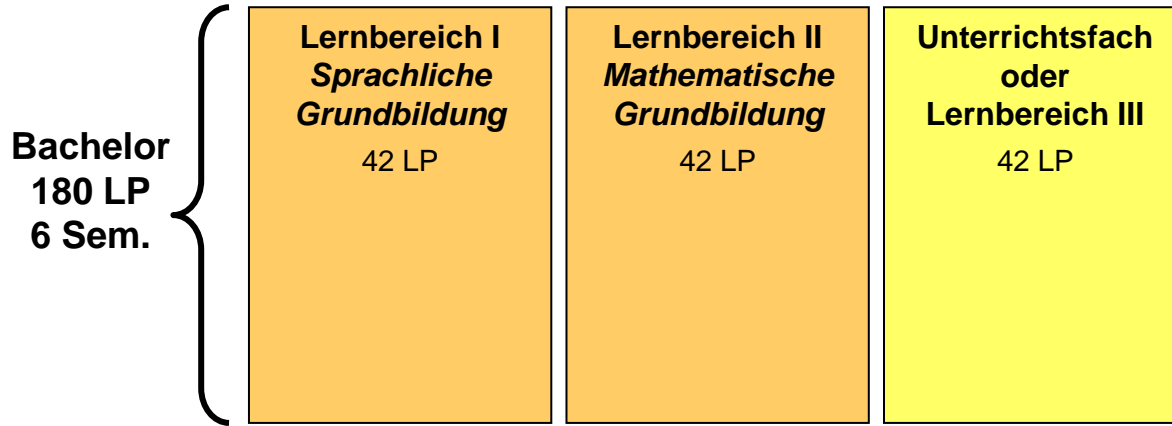 Bachelor
180 LP
6 Sem.
Lernbereich I
Sprachliche
Grundbildung
42 LP
Lernbereich II
Mathematische
Grundbildung
42 LP
Unterrichtsfach
oder
Lernbereich III
42 LP